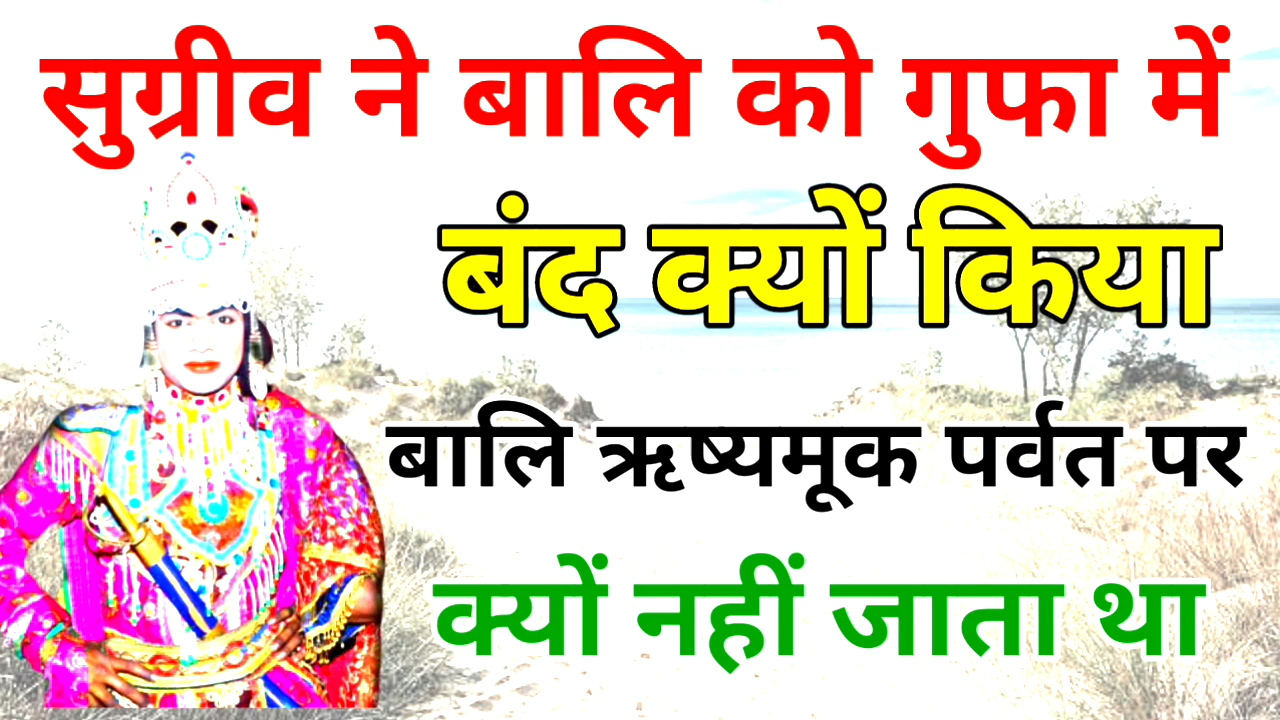 सुग्रीव ने बालि को गुफा में
बंद क्यों किया
बालि ऋष्यमूक पर्वत पर
क्यों नहीं जाता था